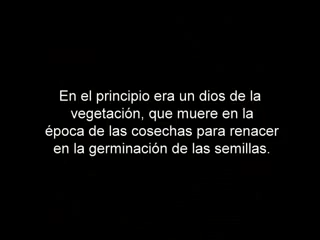 En el principio era un dios de la
vegetación, que muere en la
época de las cosechas para renacer
en la germinación de las semillas.